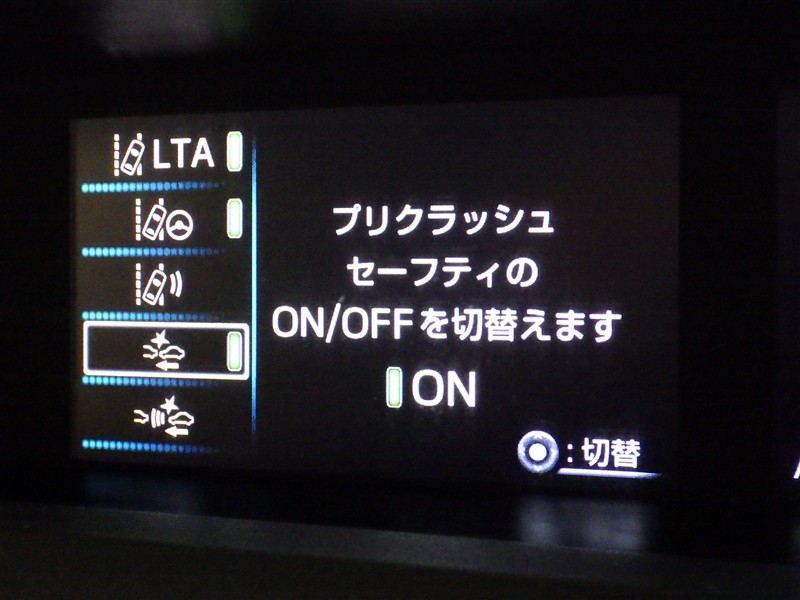 LTA
プリクラッシュ
セーフティの
ON/OFFを切替えます
ON
:切替